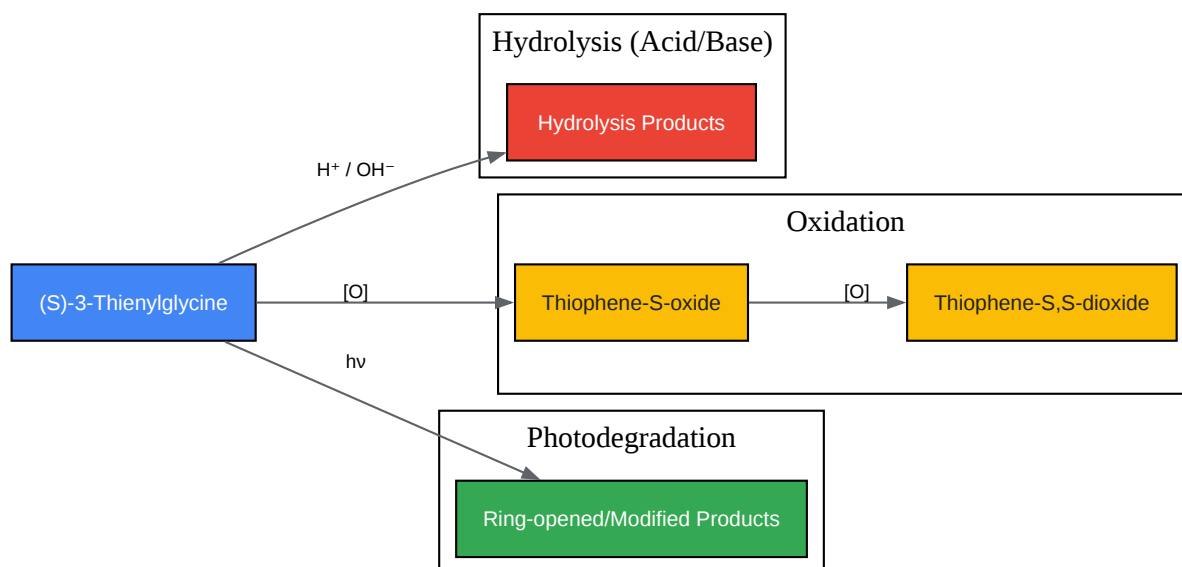 Hydrolysis (Acid/Base)
Hydrolysis Products
H⁺ / OH⁻
Oxidation
(S)-3-Thienylglycine
[O]
Thiophene-S-oxide
[O]
Thiophene-S,S-dioxide
hν
Photodegradation
Ring-opened/Modified Products